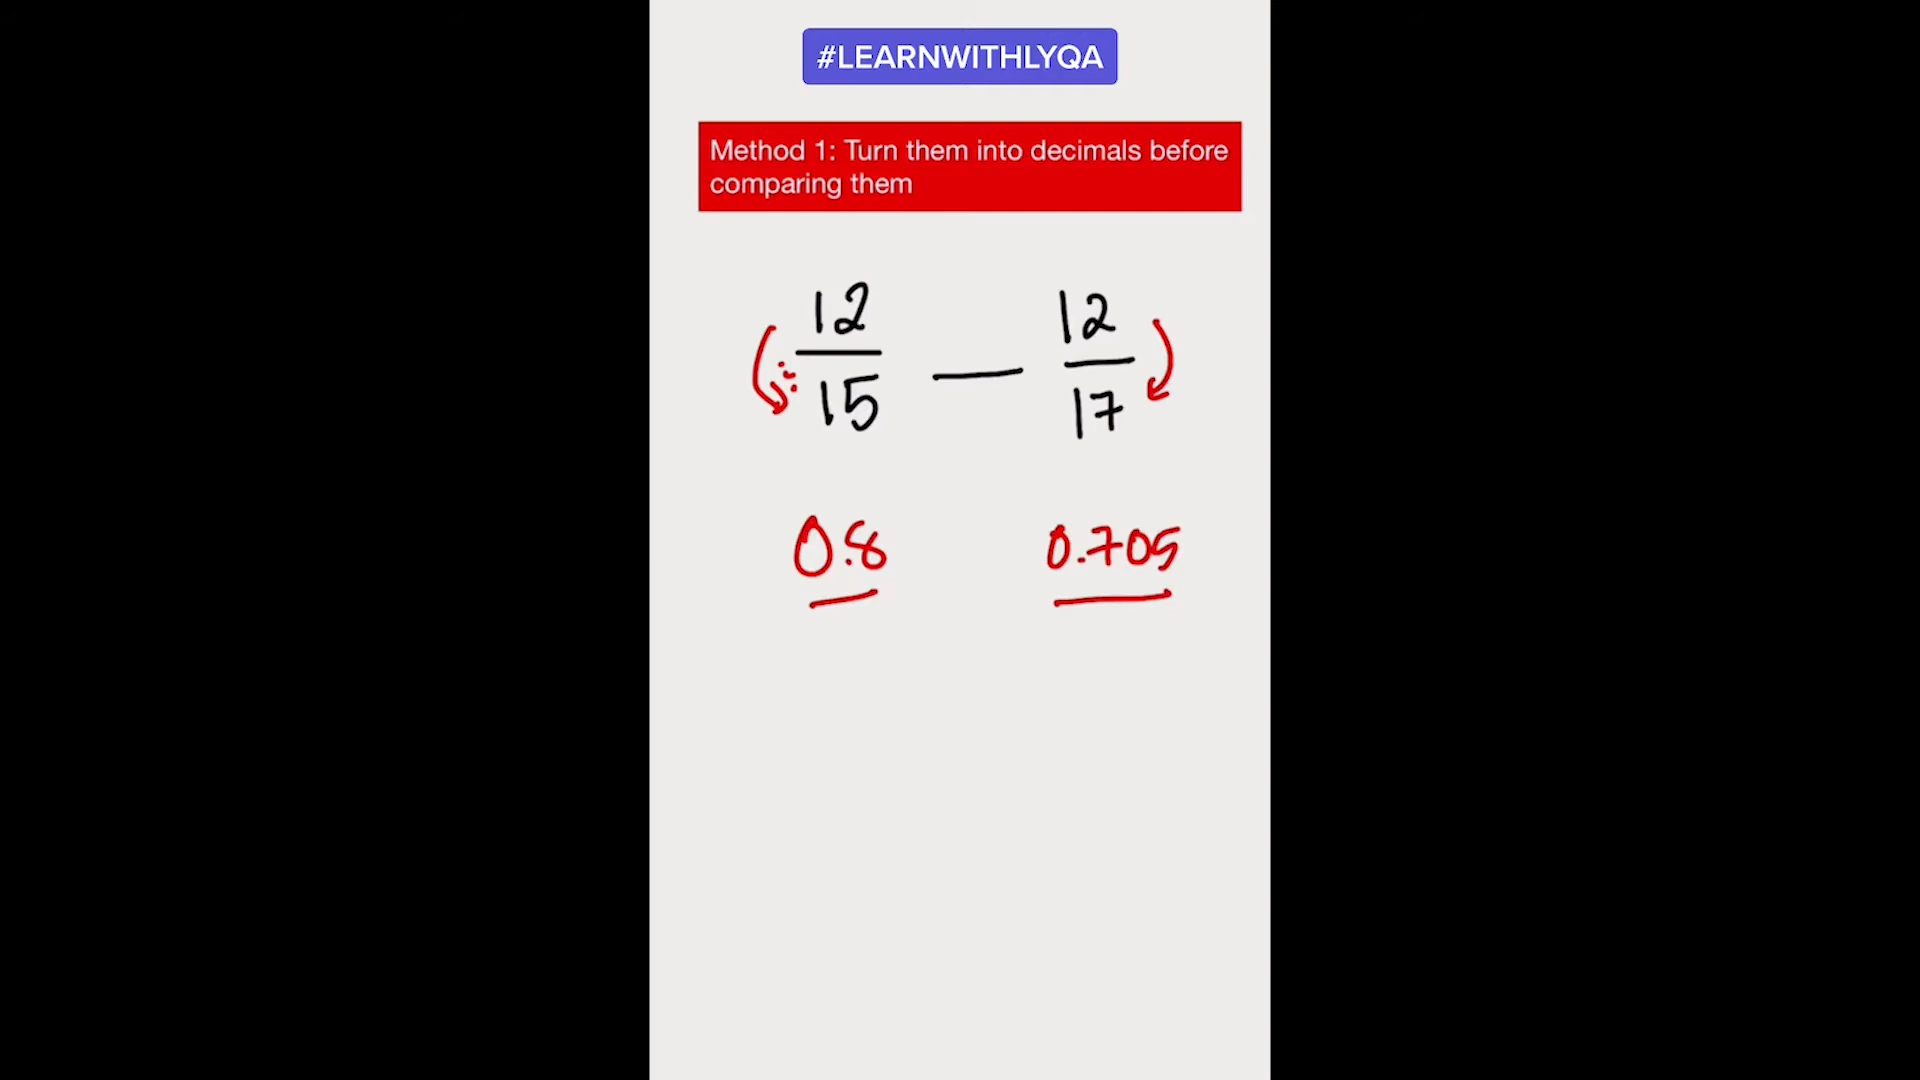 #LEARNWITHLYQA
Method 1: Turn them into decimals before
comparing them
12 12
15 17
0.8 0.705